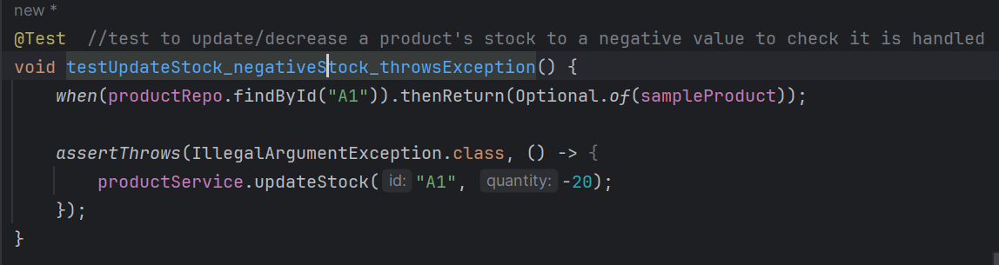 new *
@Test  //test to update/decrease a product's stock to a negative value to check it is handled
void testUpdateStock_negativeStock_throwsException() {
    when(productRepo.findById("A1")).thenReturn(Optional.of(sampleProduct));
    assertThrows(IllegalArgumentException.class, () -> {
        productService.updateStock( id: "A1",  quantity: -20);
    });
}